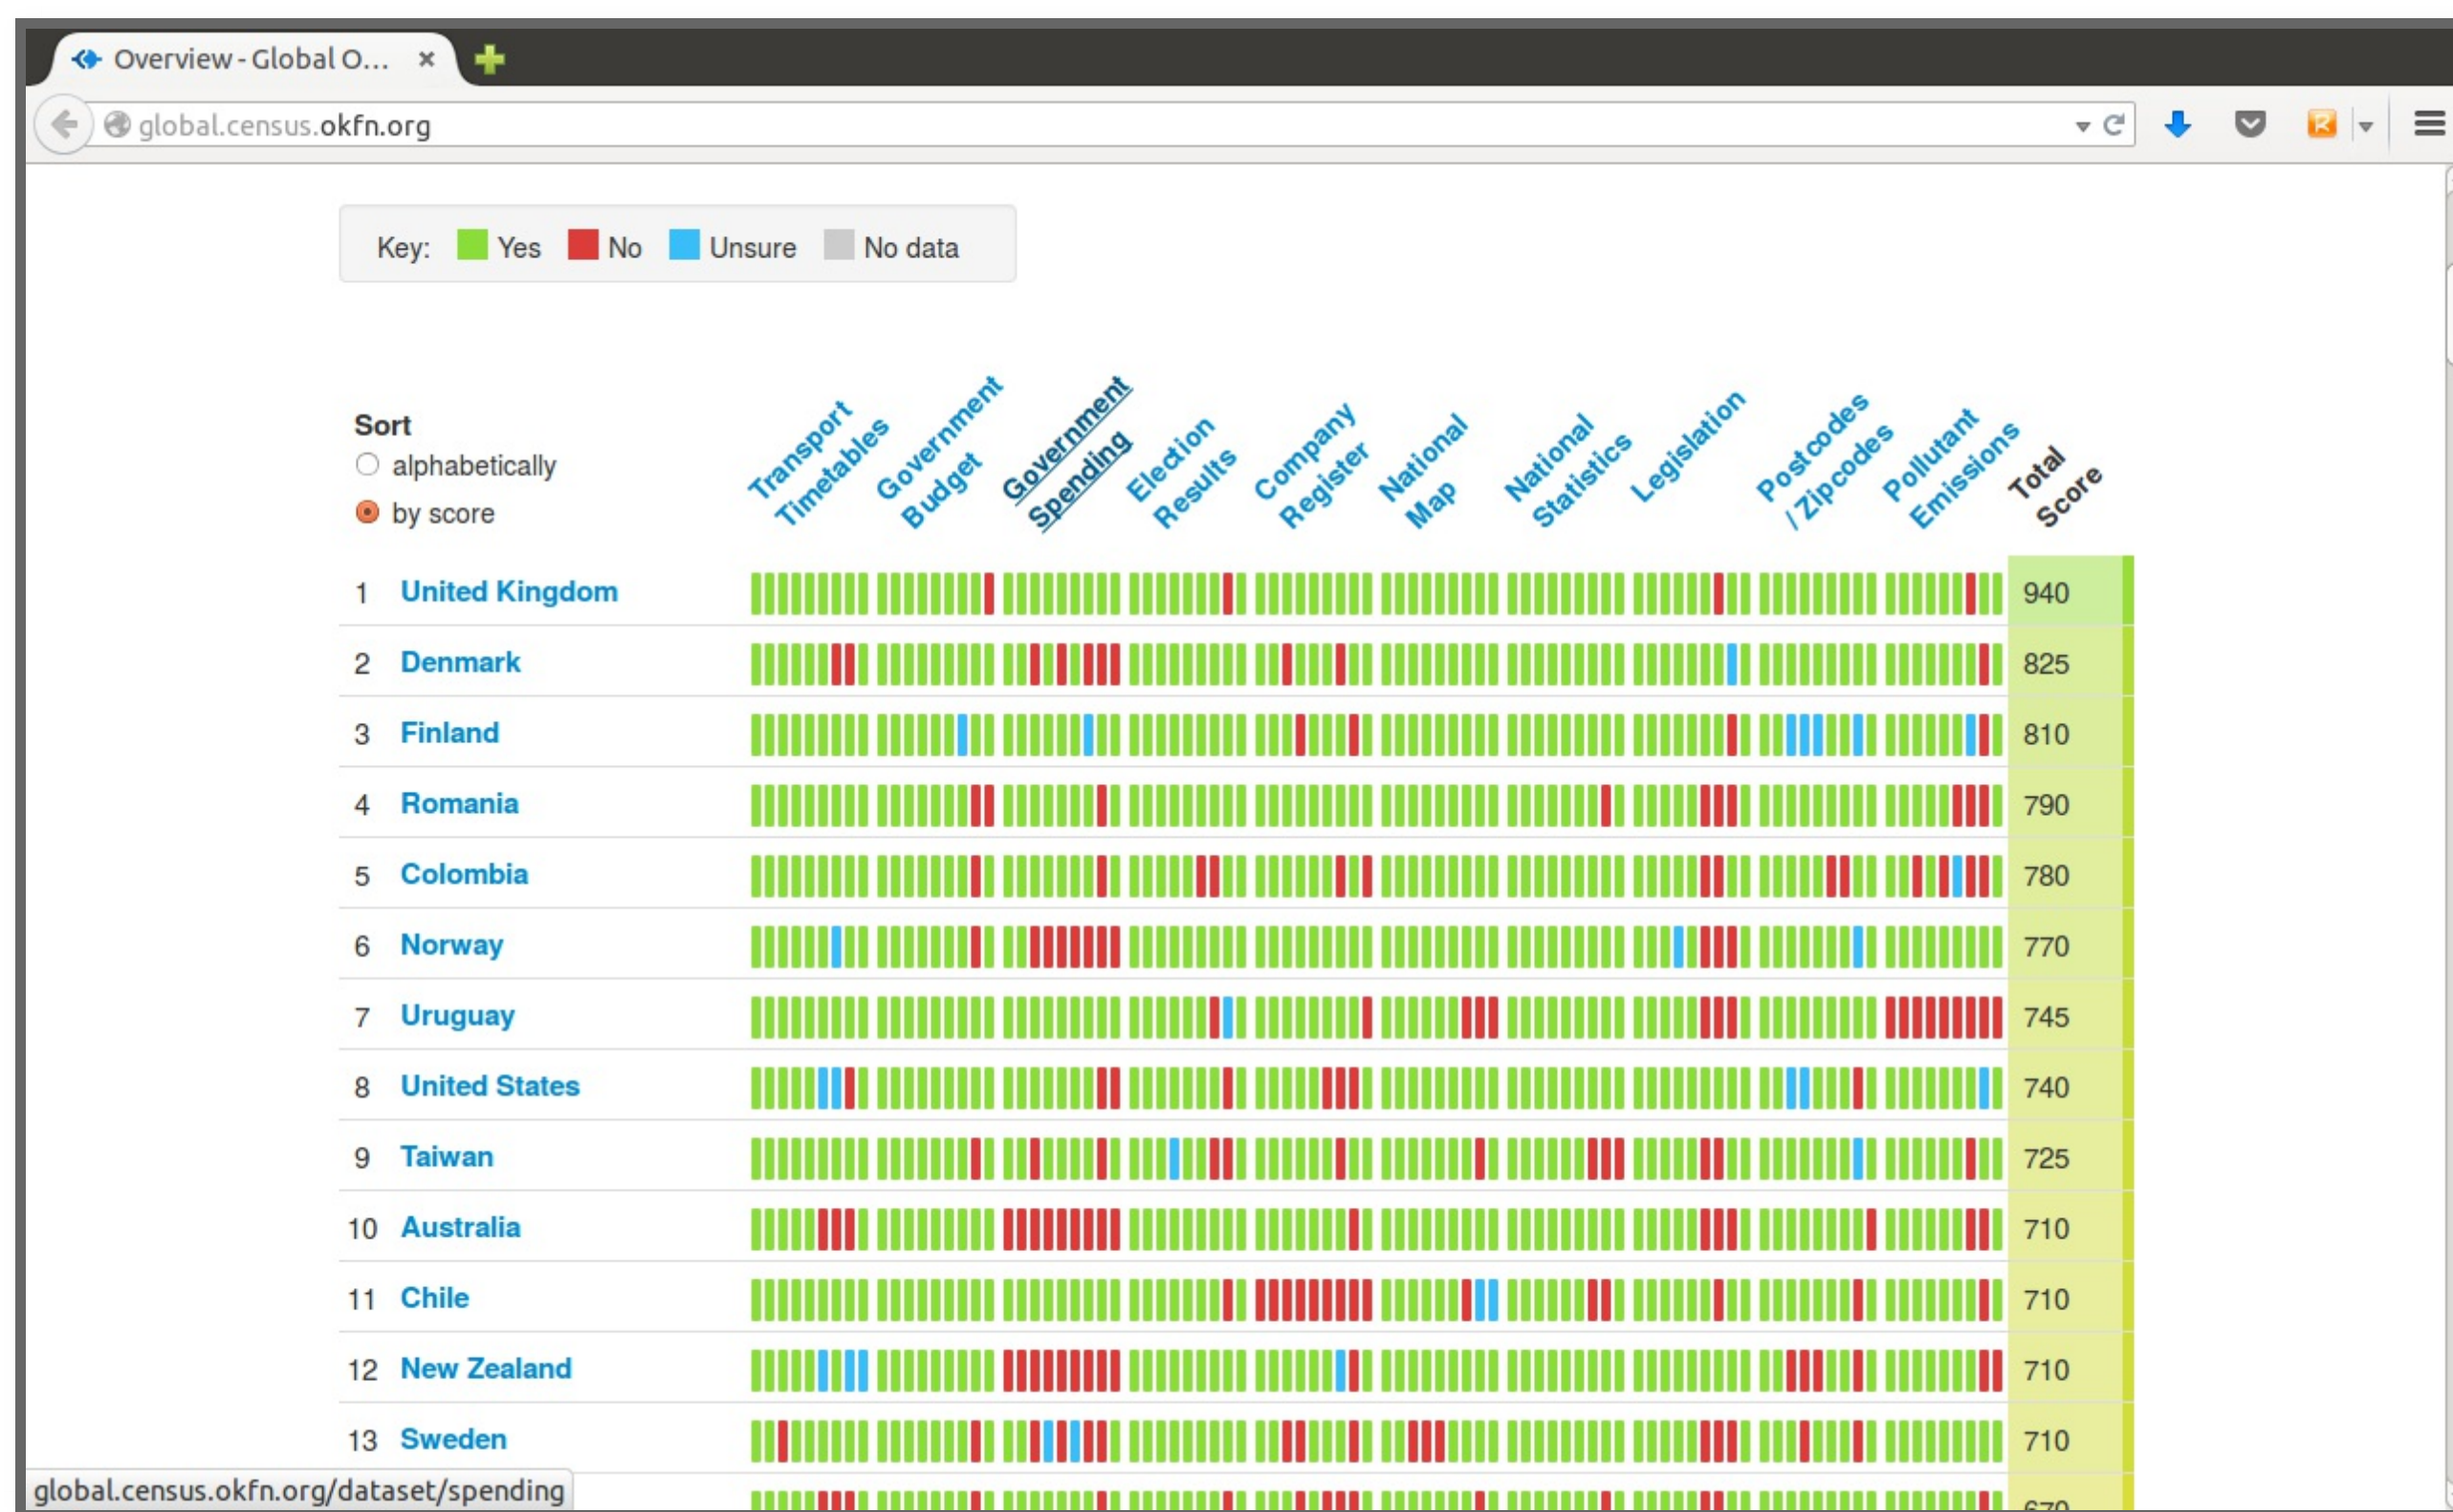 Overview - Global O...
global.census.okfn.org
Key: Yes No Unsure No data
Sort
alphabetically
by score
Transport Timetables
Government Budget
Government Spending
Election Results
Company Register
National Map
National Statistics
Legislation
Postcodes / Zipcodes
Pollutant Emissions
Total Score
1 United Kingdom 940
2 Denmark 825
3 Finland 810
4 Romania 790
5 Colombia 780
6 Norway 770
7 Uruguay 745
8 United States 740
9 Taiwan 725
10 Australia 710
11 Chile 710
12 New Zealand 710
13 Sweden 710
670
global.census.okfn.org/dataset/spending